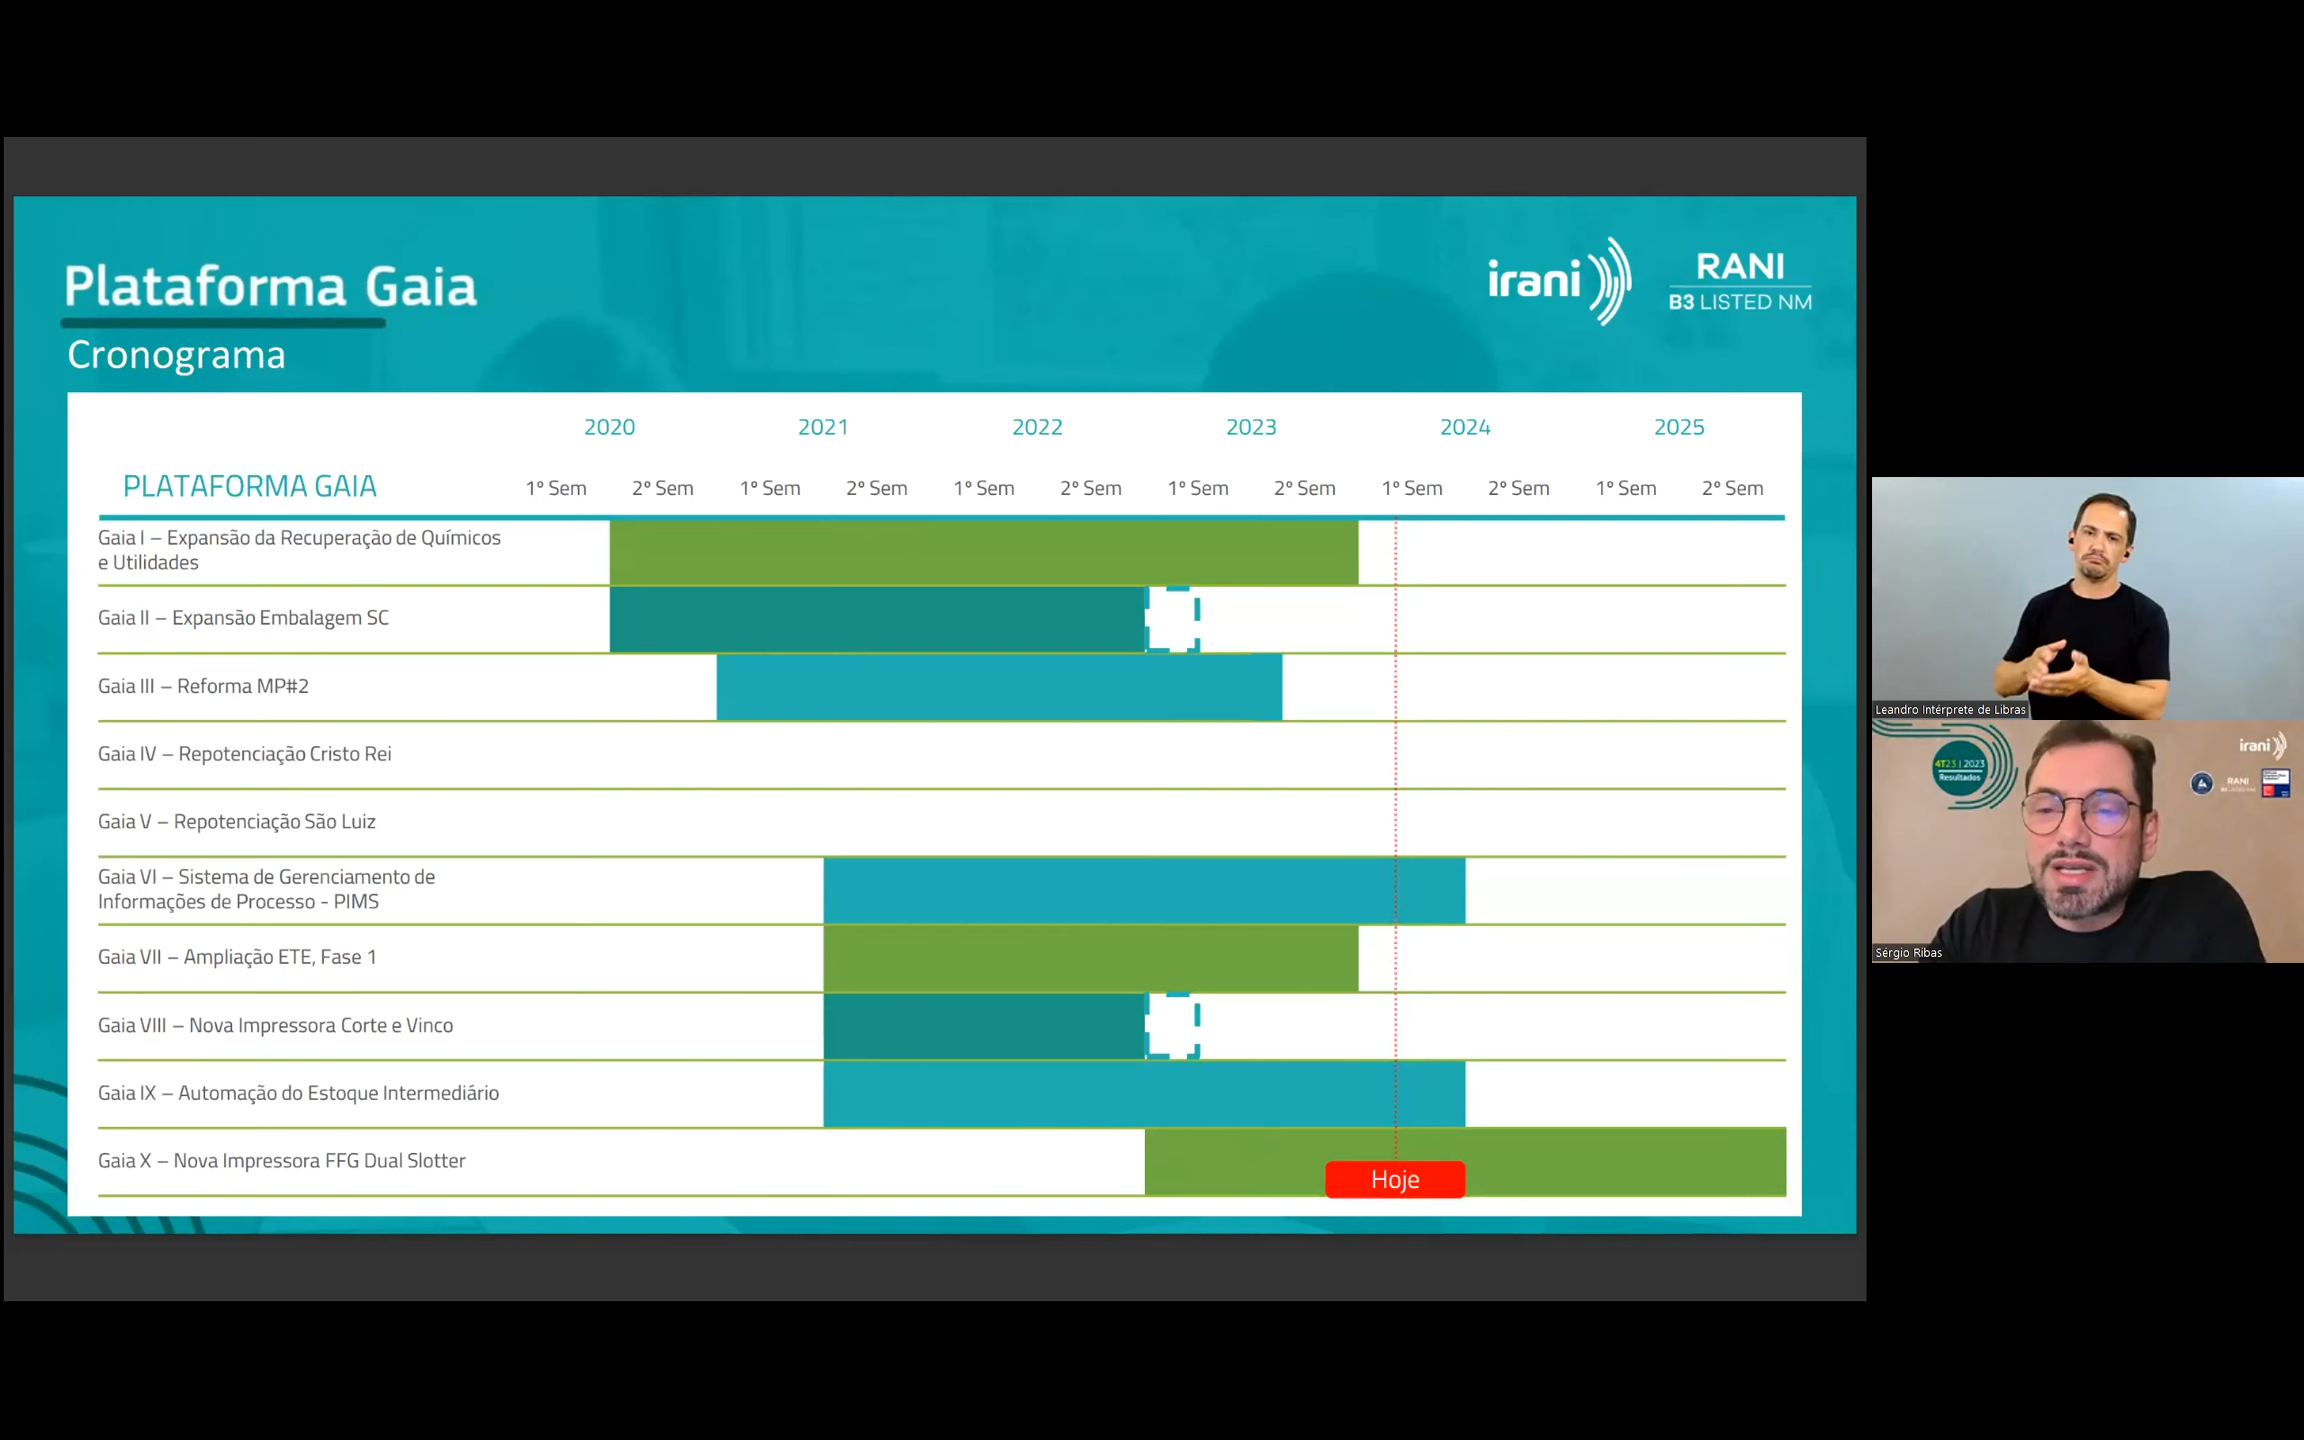 Plataforma Gaia
Cronograma
irani
RANI
B3 LISTED NM
2020 2021 2022 2023 2024 2025
PLATAFORMA GAIA 1º Sem 2º Sem 1º Sem 2º Sem 1º Sem 2º Sem 1º Sem 2º Sem 1º Sem 2º Sem 1º Sem 2º Sem
Gaia I – Expansão da Recuperação de Químicos
e Utilidades
Gaia II – Expansão Embalagem SC
Gaia III – Reforma MP#2
Gaia IV – Repotenciação Cristo Rei
Gaia V – Repotenciação São Luiz
Gaia VI – Sistema de Gerenciamento de
Informações de Processo - PIMS
Gaia VII – Ampliação ETE, Fase 1
Gaia VIII – Nova Impressora Corte e Vinco
Gaia IX – Automação do Estoque Intermediário
Gaia X – Nova Impressora FFG Dual Slotter
Hoje
Leandro Intérprete de Libras
4T23 | 2023
Resultados
irani
RANI
Sérgio Ribas